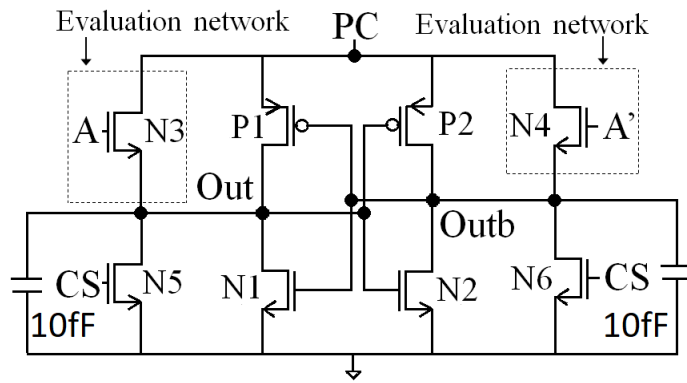 Evaluation network
PC
Evaluation network
A
N3
P1
P2
N4
A'
Out
Outb
CS
N5
N1
N2
N6
CS
10fF
10fF